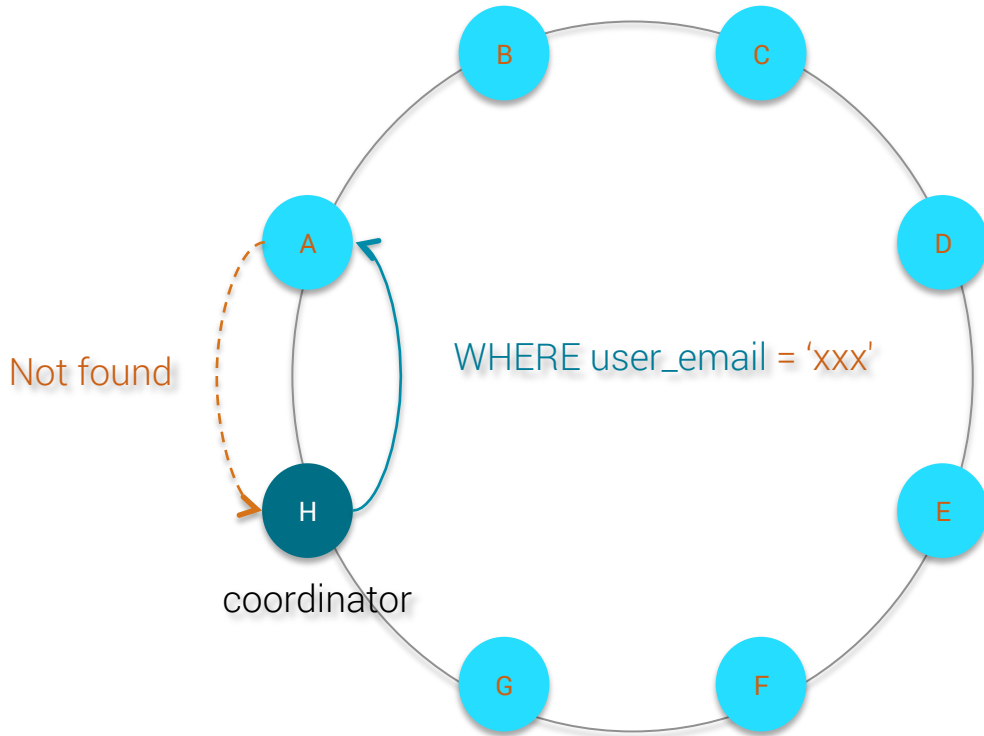 B
C
A
D
Not found
WHERE user_email = ‘xxx'
H
E
coordinator
G
F